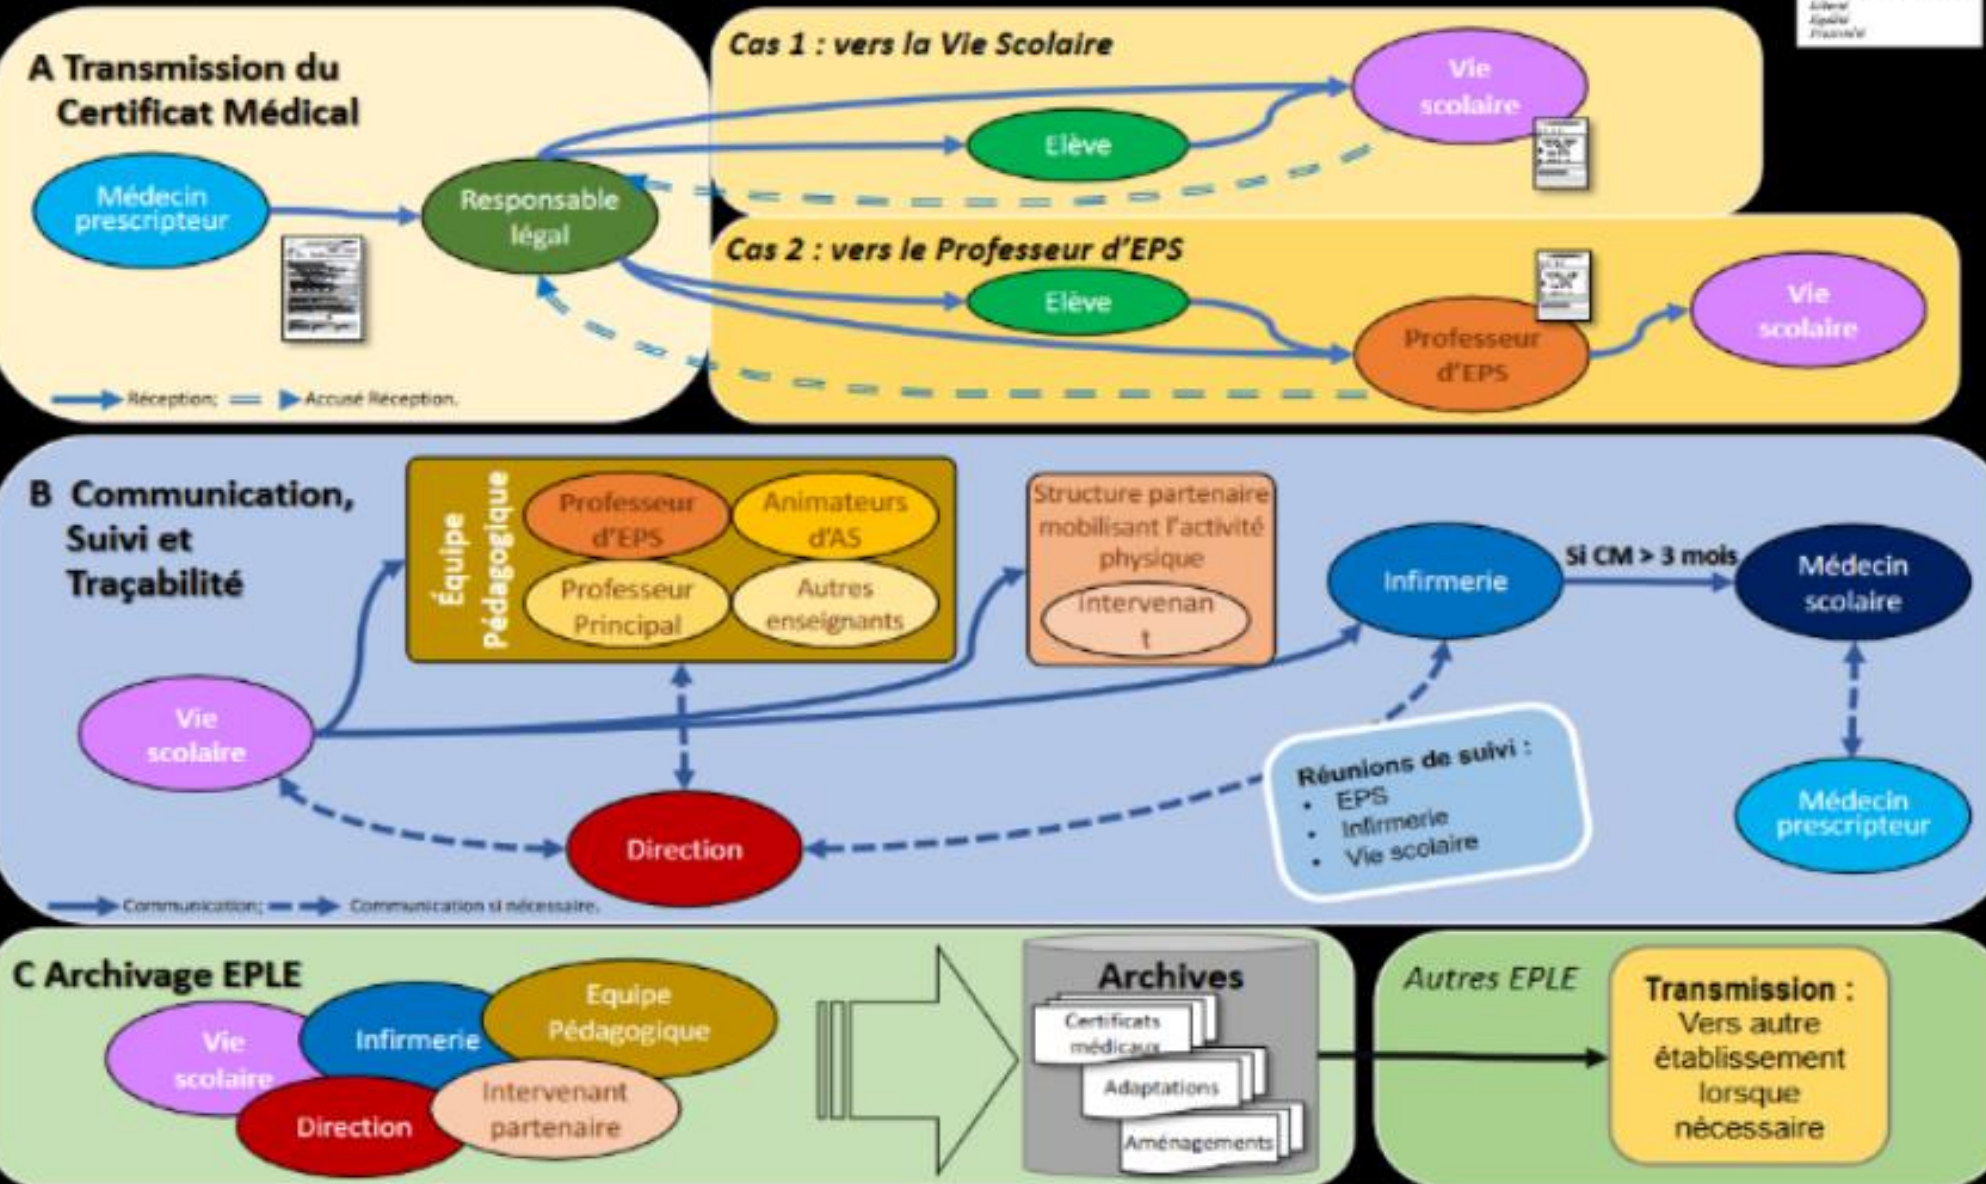 Liberté
Égalité
Fraternité
A Transmission du
Certificat Médical
Médecin
prescripteur
Responsable
légal
Réception;
Accusé Réception.
Cas 1 : vers la Vie Scolaire
Elève
Vie
scolaire
Cas 2 : vers le Professeur d'EPS
Elève
Professeur
d'EPS
Vie
scolaire
B Communication,
Suivi et
Traçabilité
Équipe
Pédagogique
Professeur
d'EPS
Animateurs
d'AS
Professeur
Principal
Autres
enseignants
Structure partenaire
mobilisant l'activité
physique
Intervenan
t
Infirmerie
Si CM > 3 mois
Médecin
scolaire
Vie
scolaire
Direction
Réunions de suivi :
• EPS
• Infirmerie
• Vie scolaire
Médecin
prescripteur
Communication;
Communication si nécessaire.
C Archivage EPLE
Vie
scolaire
Infirmerie
Equipe
Pédagogique
Direction
Intervenant
partenaire
Archives
Certificats
médicaux
Adaptations
Aménagements
Autres EPLE
Transmission :
Vers autre
établissement
lorsque
nécessaire